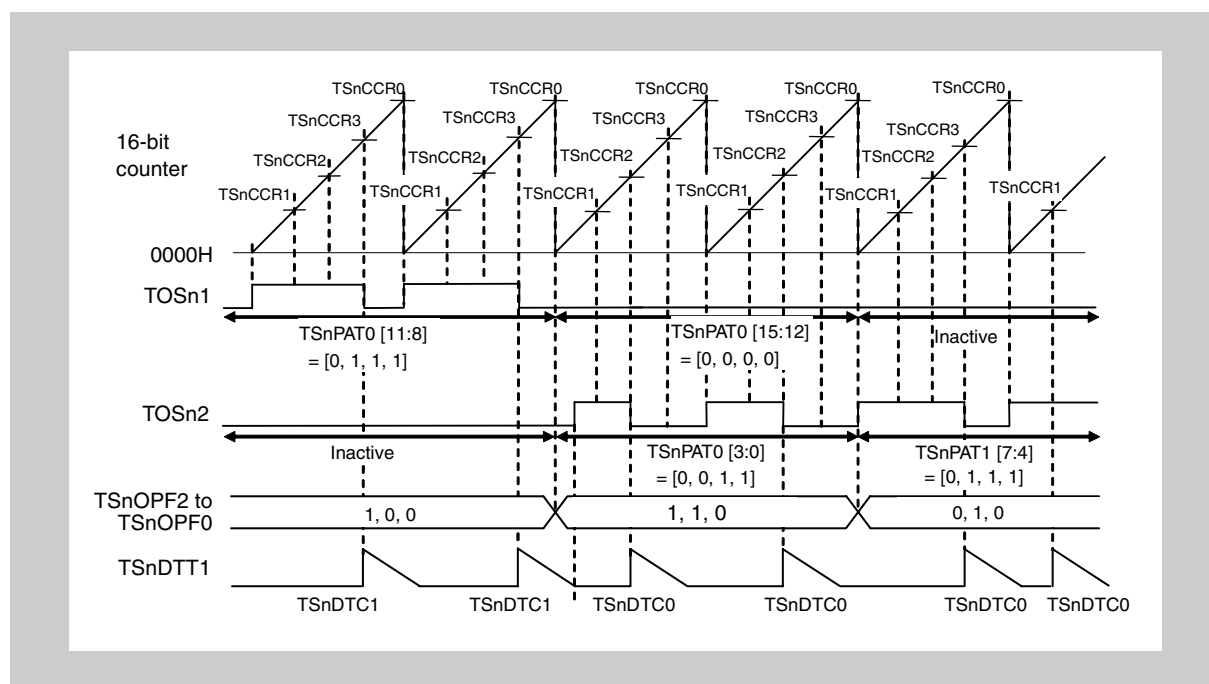 TSnCCR0 TSnCCR0 TSnCCR0 TSnCCR0 TSnCCR0
TSnCCR3 TSnCCR3 TSnCCR3 TSnCCR3 TSnCCR3
16-bit
counter
TSnCCR2 TSnCCR2 TSnCCR2 TSnCCR2 TSnCCR2
TSnCCR1 TSnCCR1 TSnCCR1 TSnCCR1 TSnCCR1 TSnCCR1
0000H
TOSn1
TSnPAT0 [11:8]
= [0, 1, 1, 1]
TSnPAT0 [15:12]
= [0, 0, 0, 0]
Inactive
TOSn2
Inactive
TSnPAT0 [3:0]
= [0, 0, 1, 1]
TSnPAT1 [7:4]
= [0, 1, 1, 1]
TSnOPF2 to
TSnOPF0
1, 0, 0 1, 1, 0 0, 1, 0
TSnDTT1
TSnDTC1 TSnDTC1 TSnDTC0 TSnDTC0 TSnDTC0 TSnDTC0